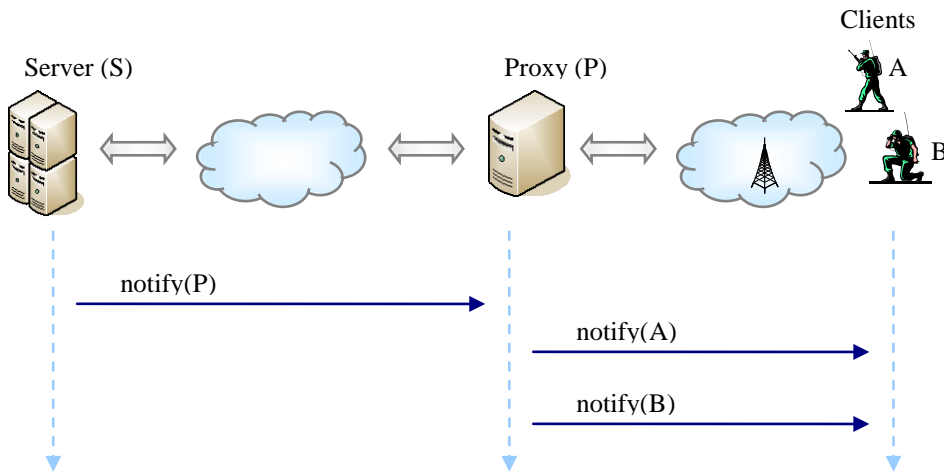 Clients
Server (S)
Proxy (P)
A
B
notify(P)
notify(A)
notify(B)